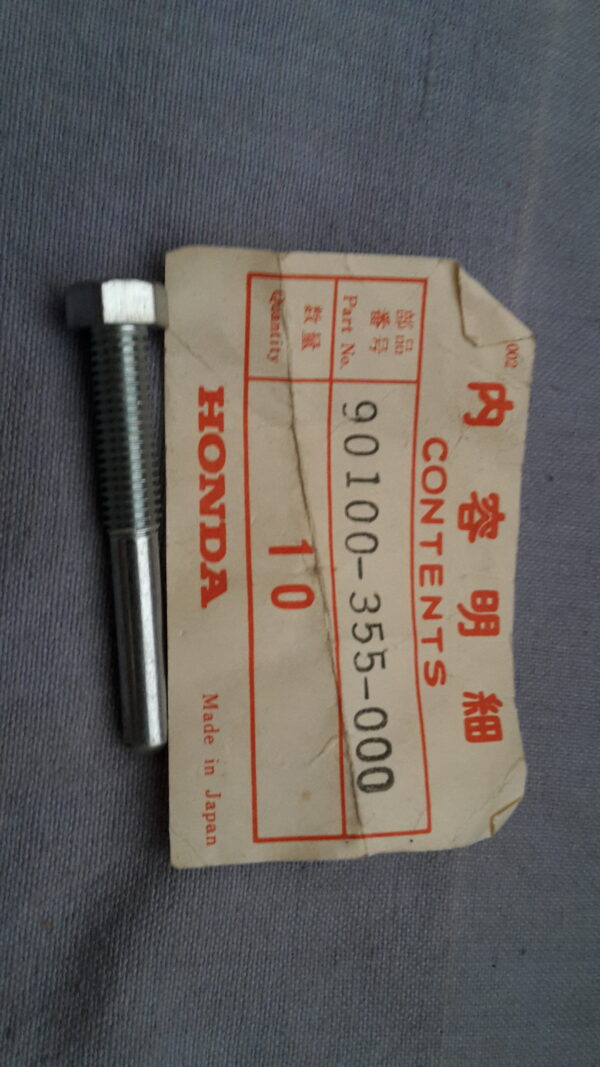 002
内容明細
CONTENTS
部品
番号
Part No.
90100-355-000
数量
Quantity
10
HONDA
Made in Japan